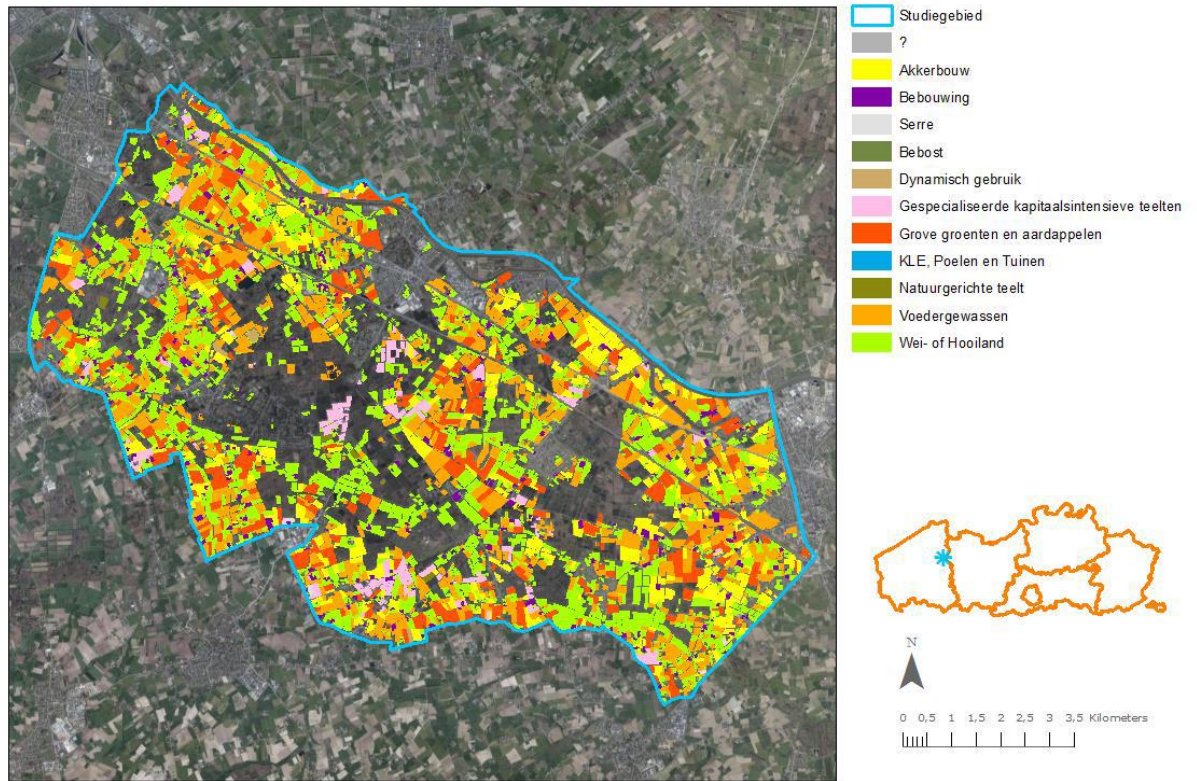 Studiegebied
?
Akkerbouw
Bebouwing
Serre
Bebost
Dynamisch gebruik
Gespecialiseerde kapitaalsintensieve teelten
Grove groenten en aardappelen
KLE, Poelen en Tuinen
Natuurgerichte teelt
Voedergewassen
Wei- of Hooiland
N
0 0,5 1 1,5 2 2,5 3 3,5 Kilometers